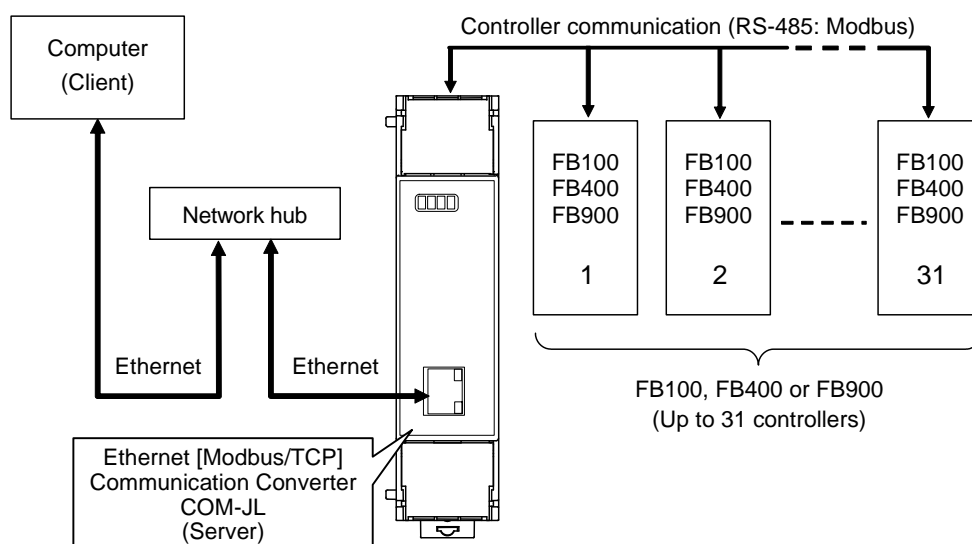 Computer
(Client)
Controller communication (RS-485: Modbus)
Network hub
FB100
FB400
FB900
1
FB100
FB400
FB900
2
FB100
FB400
FB900
31
Ethernet
Ethernet
FB100, FB400 or FB900
(Up to 31 controllers)
Ethernet [Modbus/TCP]
Communication Converter
COM-JL
(Server)